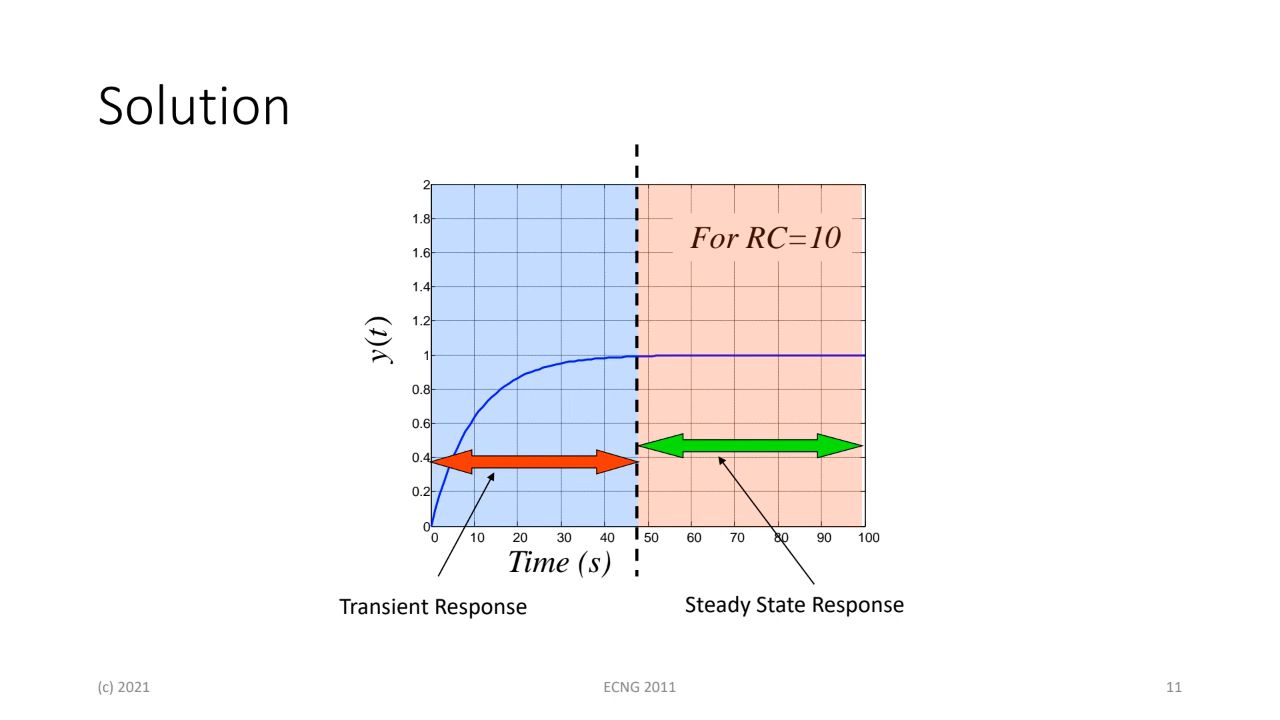 Solution
2
1.8
1.6
1.4
1.2
1
0.8
0.6
0.4
0.2
0
y(t)
For RC=10
0 10 20 30 40 50 60 70 80 90 100
Time (s)
Transient Response
Steady State Response
(c) 2021
ECNG 2011
11